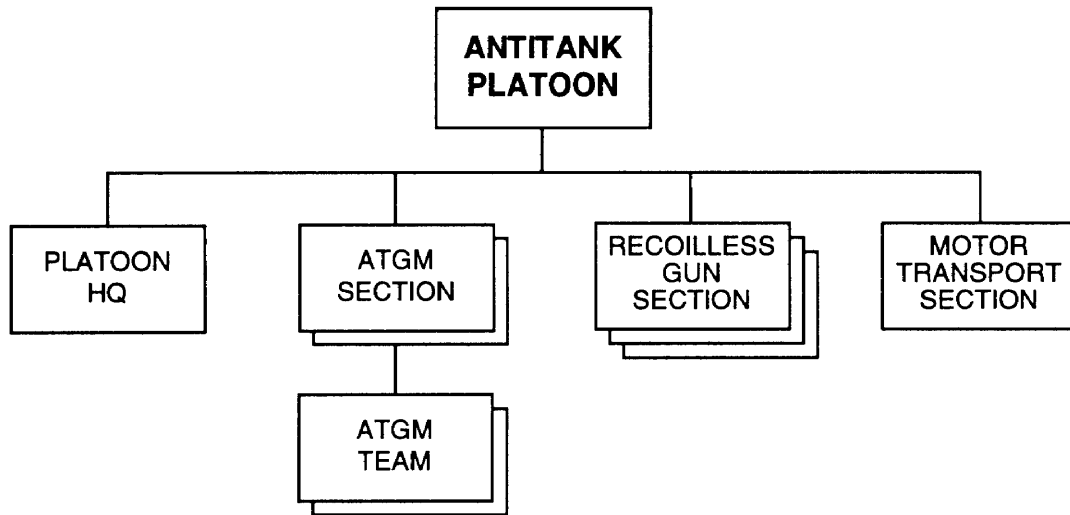 ANTITANK
PLATOON
PLATOON
HQ
ATGM
SECTION
RECOILLESS
GUN
SECTION
MOTOR
TRANSPORT
SECTION
ATGM
TEAM